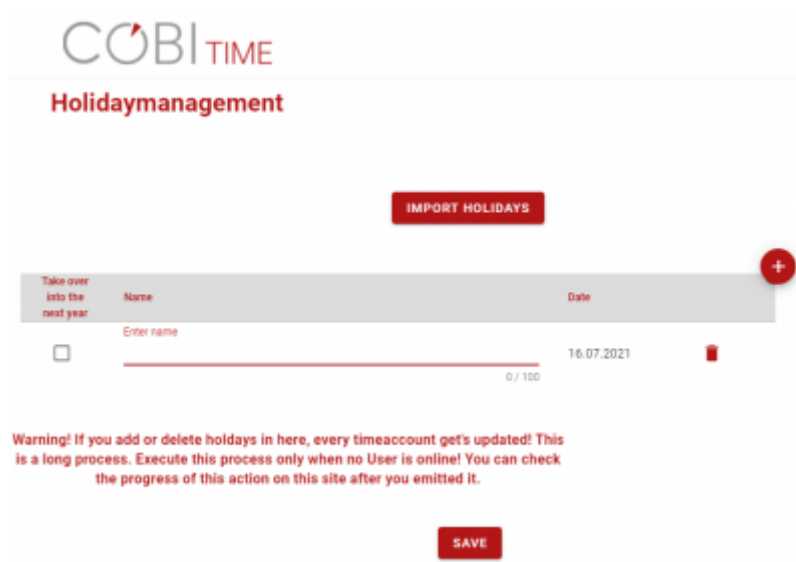 COBI TIME
Holidaymanagement
IMPORT HOLIDAYS
+
Take over
into the
next year
Name
Date
Enter name
16.07.2021
0 / 100
Warning! If you add or delete holdays in here, every timeaccount get's updated! This
is a long process. Execute this process only when no User is online! You can check
the progress of this action on this site after you emitted it.
SAVE